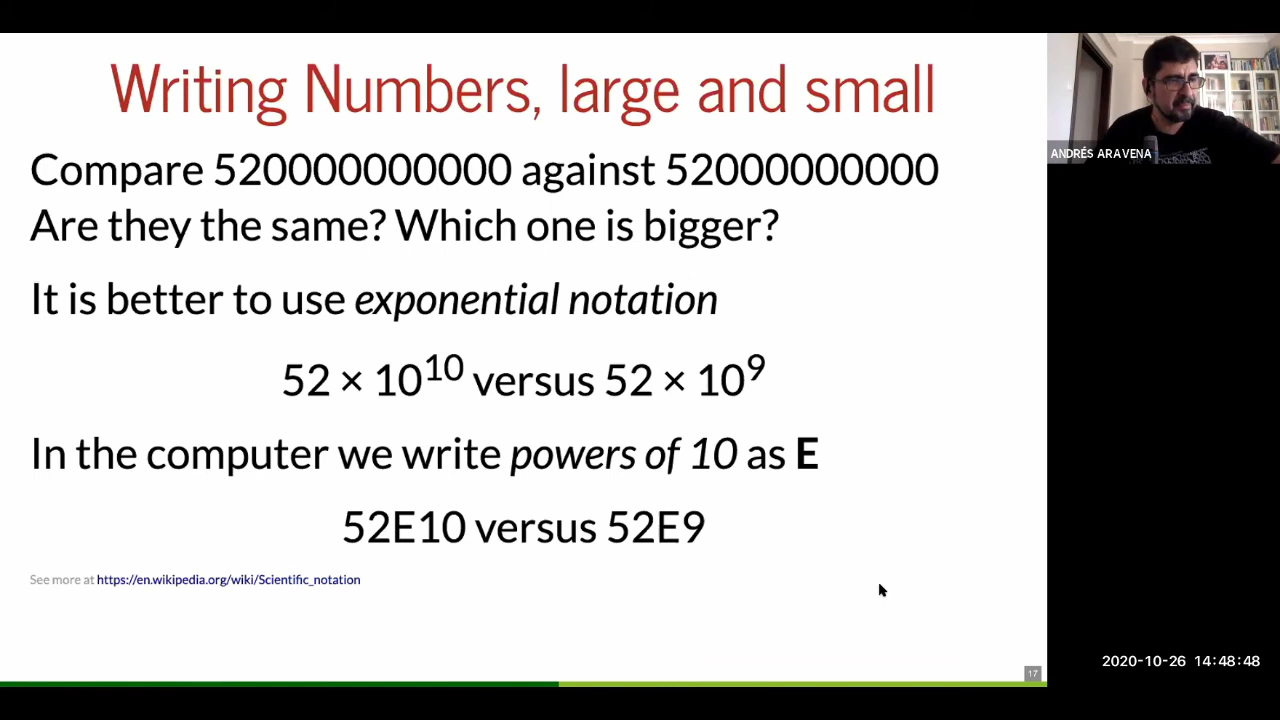 Writing Numbers, large and small
Compare 520000000000 against 52000000000
Are they the same? Which one is bigger?
It is better to use exponential notation
52 × 10¹⁰ versus 52 × 10⁹
In the computer we write powers of 10 as E
52E10 versus 52E9
See more at https://en.wikipedia.org/wiki/Scientific_notation
17
ANDRÉS ARAVENA
2020-10-26 14:48:48